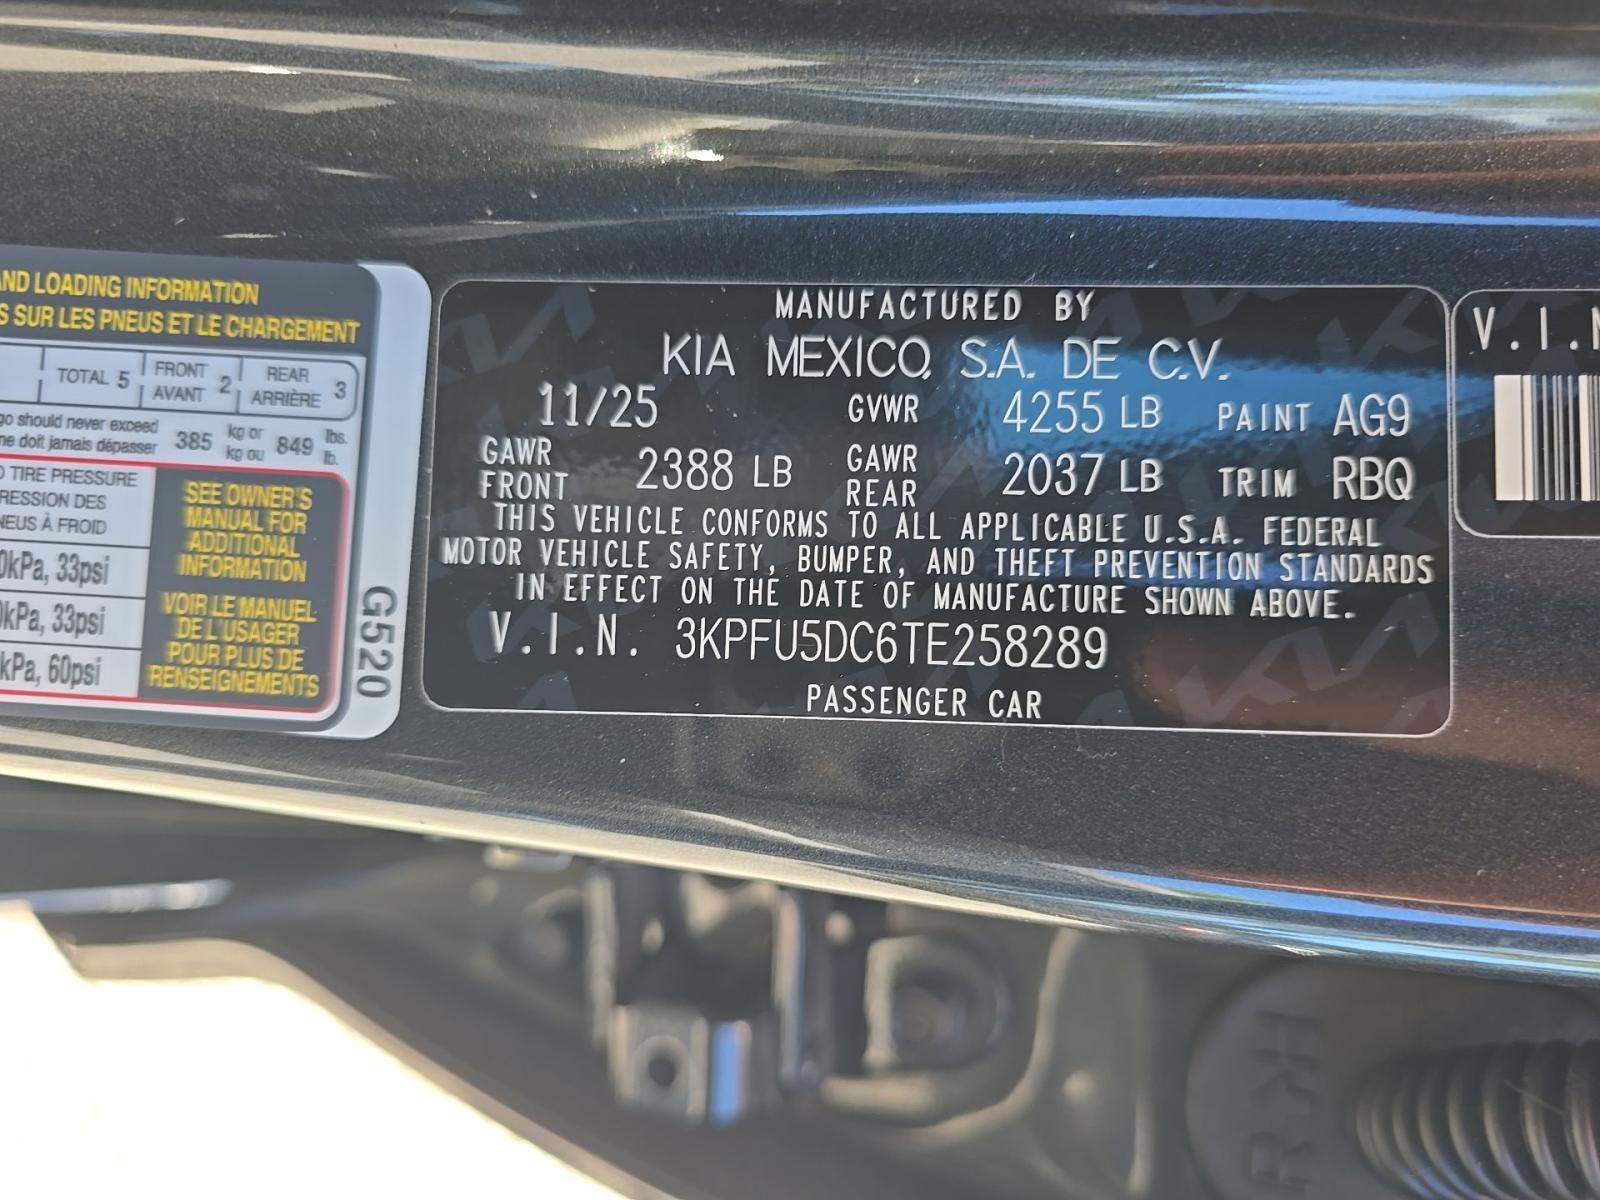 AND LOADING INFORMATION
S SUR LES PNEUS ET LE CHARGEMENT
TOTAL 5
FRONT
AVANT 2
REAR
ARRIÈRE 3
go should never exceed
ne doit jamais dépasser
385
kg or
kg ou
849
lbs.
lb.
TIRE PRESSURE
RESSION DES
NEUS À FROID
0kPa, 33psi
0kPa, 33psi
kPa, 60psi
SEE OWNER'S
MANUAL FOR
ADDITIONAL
INFORMATION
VOIR LE MANUEL
DE L'USAGER
POUR PLUS DE
RENSEIGNEMENTS
G520
MANUFACTURED BY
KIA MEXICO, S.A. DE C.V.
11/25 GVWR 4255 LB PAINT AG9
GAWR
FRONT 2388 LB
GAWR
REAR 2037 LB TRIM RBQ
THIS VEHICLE CONFORMS TO ALL APPLICABLE U.S.A. FEDERAL
MOTOR VEHICLE SAFETY, BUMPER, AND THEFT PREVENTION STANDARDS
IN EFFECT ON THE DATE OF MANUFACTURE SHOWN ABOVE.
V.I.N. 3KPFU5DC6TE258289
PASSENGER CAR
V.I.N
RH